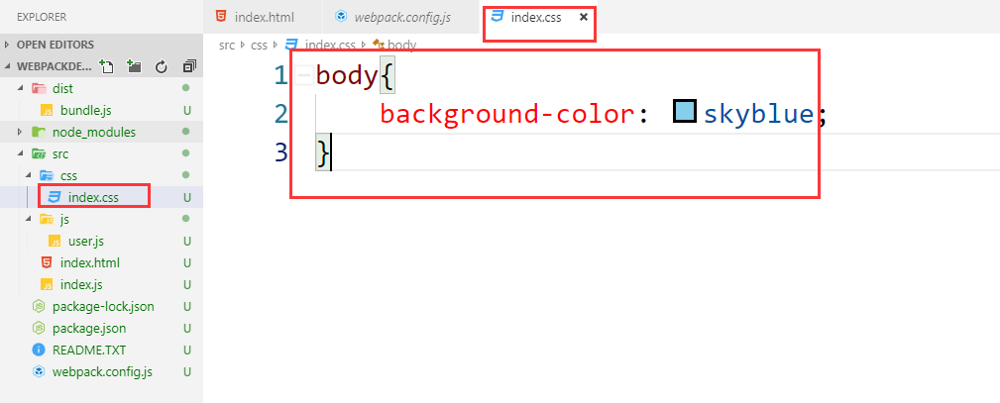 EXPLORER
index.html
webpack.config.js
index.css ×
OPEN EDITORS
src › css › index.css › body
WEBPACKDE...
dist
bundle.js U
node_modules
src
css
index.css U
js
user.js U
index.html U
index.js U
package-lock.json U
package.json U
README.TXT U
webpack.config.js U
1 body{
2 background-color: skyblue;
3 }